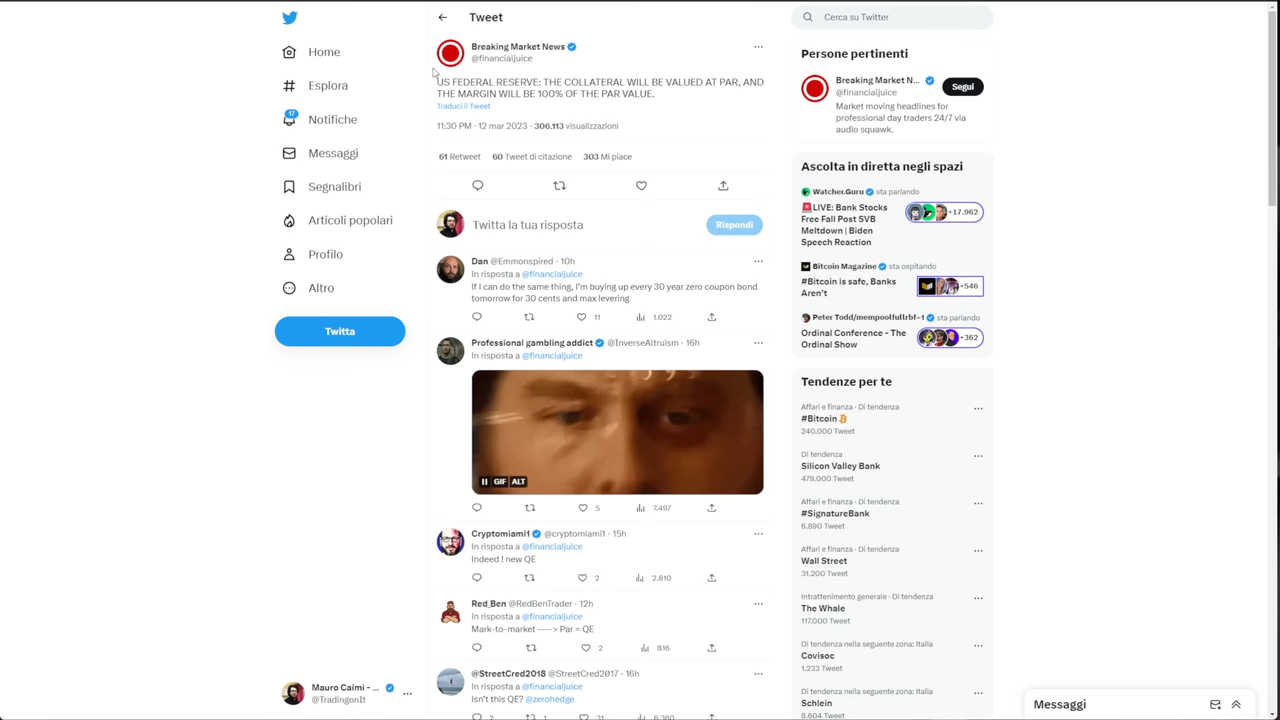 Home
Esplora
17
Notifiche
Messaggi
Segnalibri
Articoli popolari
Profilo
Altro
Twitta
Mauro Caimi - ...
@TradingonIt
Tweet
Breaking Market News
@financialjuice
US FEDERAL RESERVE: THE COLLATERAL WILL BE VALUED AT PAR, AND
THE MARGIN WILL BE 100% OF THE PAR VALUE.
Traduci il Tweet
11:30 PM · 12 mar 2023 · 306.113 visualizzazioni
61 Retweet 60 Tweet di citazione 303 Mi piace
Twitta la tua risposta
Rispondi
Dan @Emmonspired · 10h
In risposta a @financialjuice
If I can do the same thing, I'm buying up every 30 year zero coupon bond
tomorrow for 30 cents and max levering
11 1.022
Professional gambling addict @InverseAltruism · 16h
In risposta a @financialjuice
GIF ALT
5 7.497
Cryptomiami1 @cryptomiami1 · 15h
In risposta a @financialjuice
Indeed ! new QE
2 2.810
Red_Ben @RedBenTrader · 12h
In risposta a @financialjuice
Mark-to-market ----> Par = QE
2 816
@StreetCred2018 @StreetCred2017 · 16h
In risposta a @financialjuice
Isn't this QE? @zerohedge
2 1 31 6.360
Cerca su Twitter
Persone pertinenti
Breaking Market N...
@financialjuice
Segui
Market moving headlines for
professional day traders 24/7 via
audio squawk.
Ascolta in diretta negli spazi
Watcher.Guru sta parlando
🚨LIVE: Bank Stocks
Free Fall Post SVB
Meltdown | Biden
Speech Reaction
+17.962
Bitcoin Magazine sta ospitando
#Bitcoin is safe, Banks
Aren't
+546
Peter Todd/mempoolfullrbf=1 sta parlando
Ordinal Conference - The
Ordinal Show
+362
Tendenze per te
Affari e finanza · Di tendenza
#Bitcoin
240.000 Tweet
Di tendenza
Silicon Valley Bank
479.000 Tweet
Affari e finanza · Di tendenza
#SignatureBank
6.890 Tweet
Affari e finanza · Di tendenza
Wall Street
31.200 Tweet
Intrattenimento generale · Di tendenza
The Whale
117.000 Tweet
Di tendenza nella seguente zona: Italia
Covisoc
1.233 Tweet
Di tendenza nella seguente zona: Italia
Schlein
8.604 Tweet
Messaggi